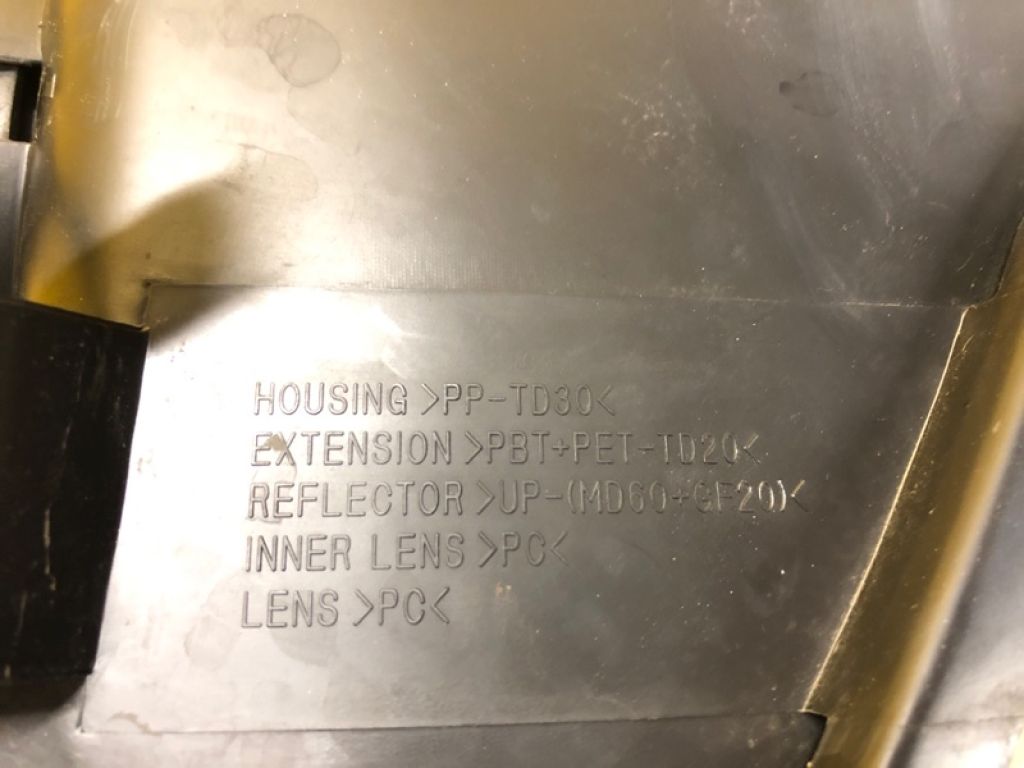 HOUSING >PP-TD30<
EXTENSION >PBT+PET-TD20<
REFLECTOR >UP-(MD60+GF20)<
INNER LENS >PC<
LENS >PC<